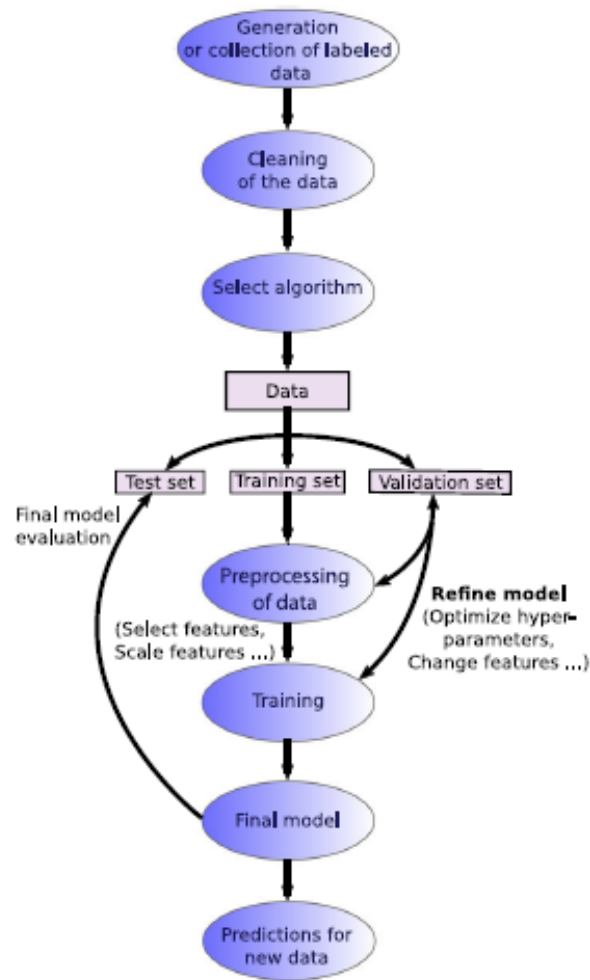 Generation
or collection of labeled
data
Cleaning
of the data
Select algorithm
Data
Test set
Training set
Validation set
Final model
evaluation
Preprocessing
of data
(Select features,
Scale features ...)
Refine model
(Optimize hyper-
parameters,
Change features ...)
Training
Final model
Predictions for
new data